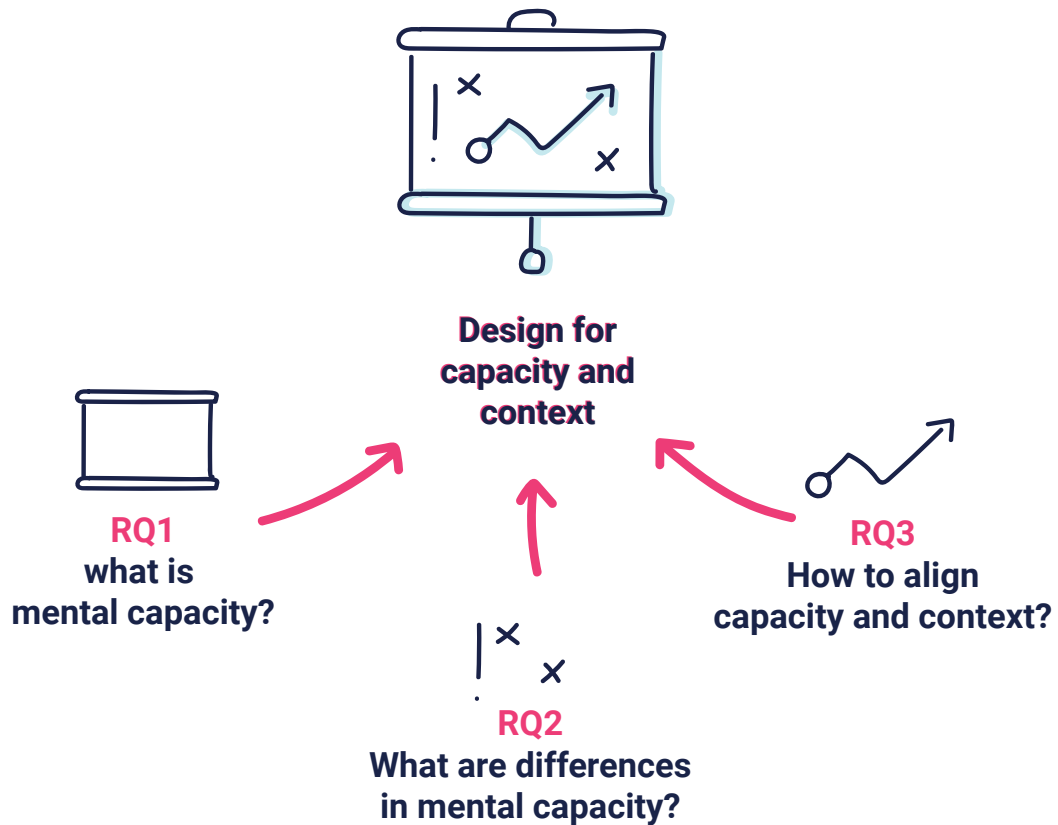 Design for
capacity and
context
RQ1
what is
mental capacity?
RQ2
What are differences
in mental capacity?
RQ3
How to align
capacity and context?